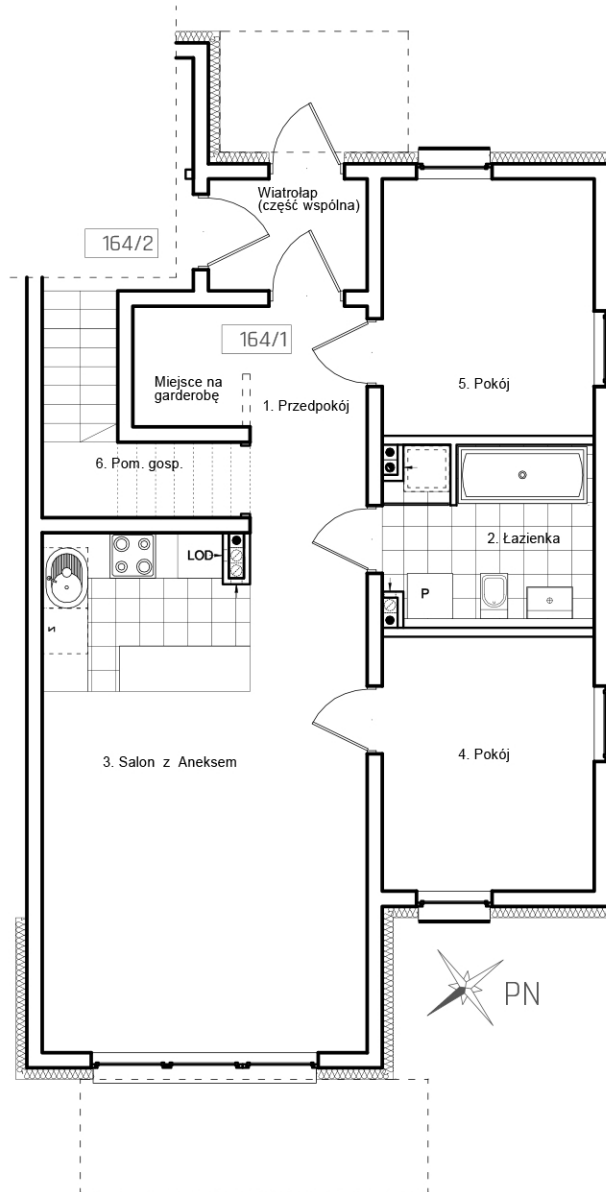 Wiatrołap
(część wspólna)
164/2
164/1
Miejsce na
garderobę
1. Przedpokój
5. Pokój
6. Pom. gosp.
2. Łazienka
LOD
P
3. Salon z Aneksem
4. Pokój
PN